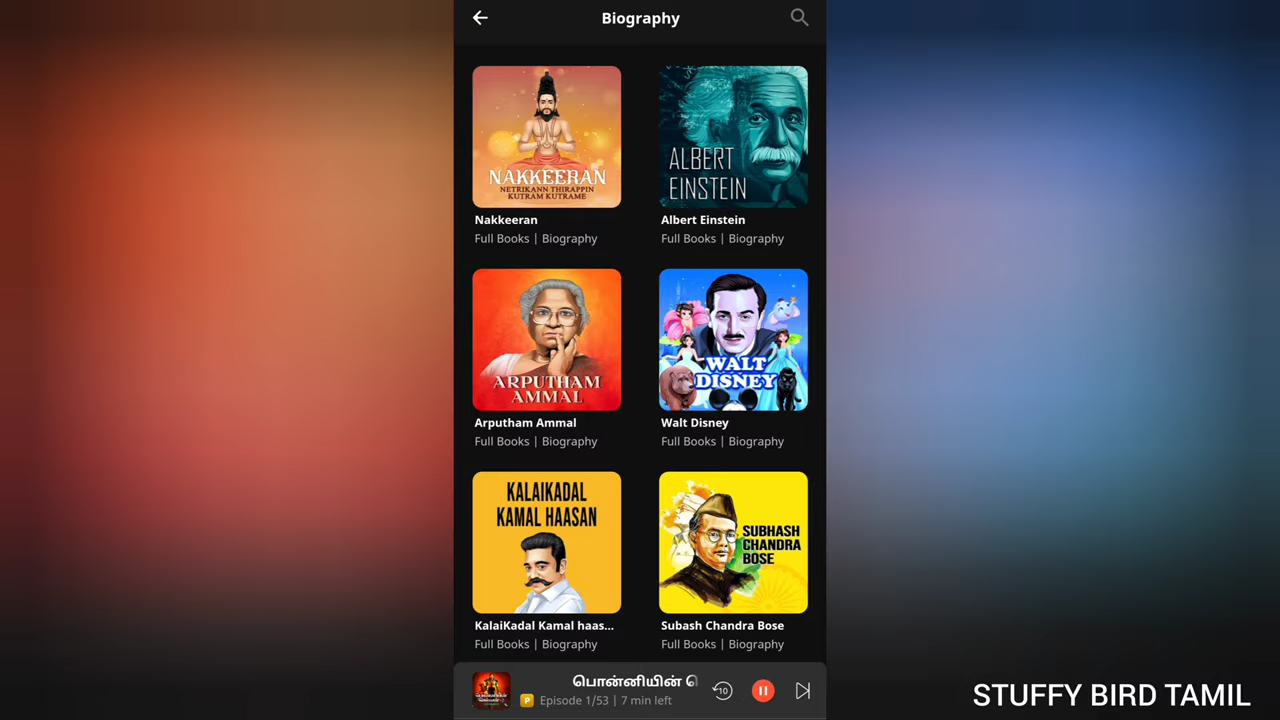 Biography
NAKKEERAN
NETRIKANN THIRAPPIN
KUTRAM KUTRAME
Nakkeeran
Full Books | Biography
ALBERT
EINSTEIN
Albert Einstein
Full Books | Biography
ARPUTHAM
AMMAL
Arputham Ammal
Full Books | Biography
WALT
DISNEY
Walt Disney
Full Books | Biography
KALAIKADAL
KAMAL HAASAN
KalaiKadal Kamal haas...
Full Books | Biography
SUBHASH
CHANDRA
BOSE
Subash Chandra Bose
Full Books | Biography
பொன்னியின்
P Episode 1/53 | 7 min left
10
STUFFY BIRD TAMIL